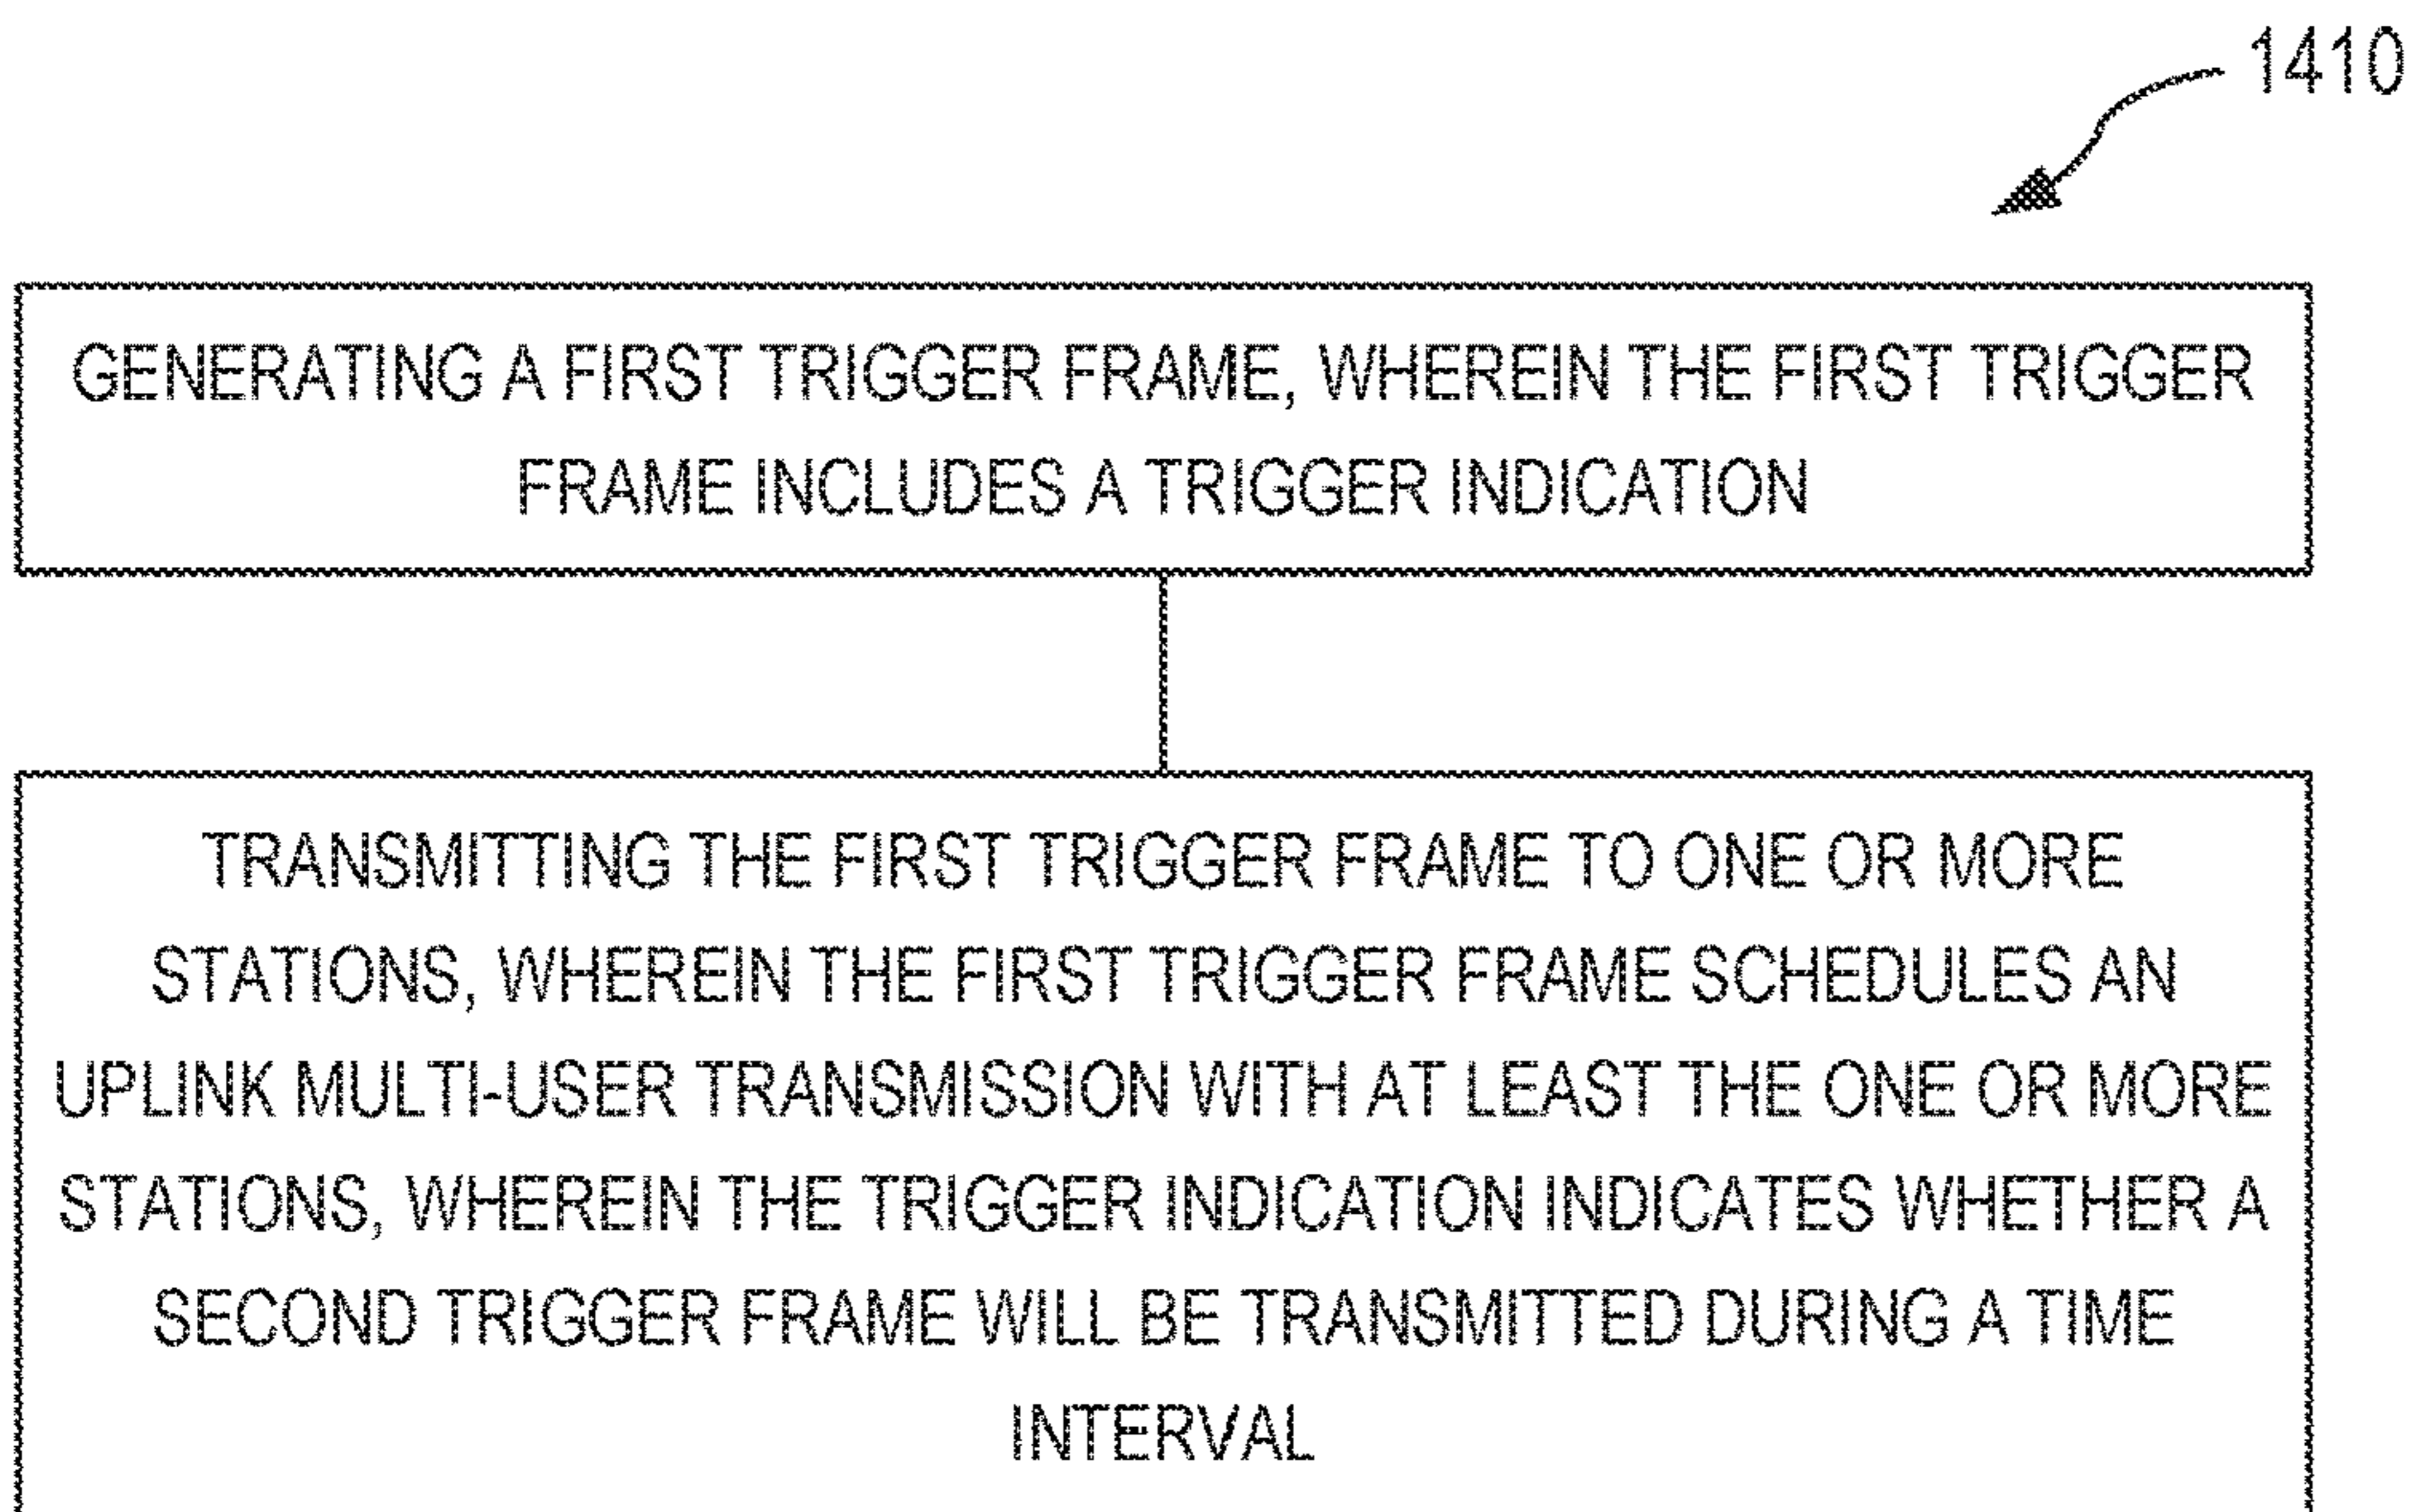 1410
GENERATING A FIRST TRIGGER FRAME, WHEREIN THE FIRST TRIGGER
FRAME INCLUDES A TRIGGER INDICATION
TRANSMITTING THE FIRST TRIGGER FRAME TO ONE OR MORE
STATIONS, WHEREIN THE FIRST TRIGGER FRAME SCHEDULES AN
UPLINK MULTI-USER TRANSMISSION WITH AT LEAST THE ONE OR MORE
STATIONS, WHEREIN THE TRIGGER INDICATION INDICATES WHETHER A
SECOND TRIGGER FRAME WILL BE TRANSMITTED DURING A TIME
INTERVAL